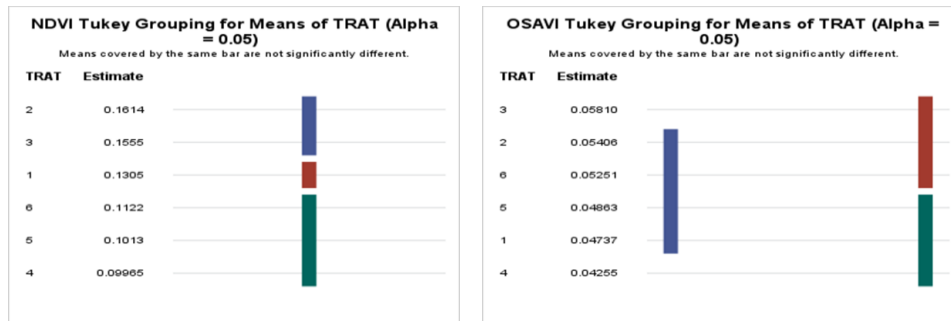 NDVI Tukey Grouping for Means of TRAT (Alpha
= 0.05)
Means covered by the same bar are not significantly different.
TRAT Estimate
2 0.1614
3 0.1555
1 0.1305
6 0.1122
5 0.1013
4 0.09965
OSAVI Tukey Grouping for Means of TRAT (Alpha =
0.05)
Means covered by the same bar are not significantly different.
TRAT Estimate
3 0.05810
2 0.05406
6 0.05251
5 0.04863
1 0.04737
4 0.04255